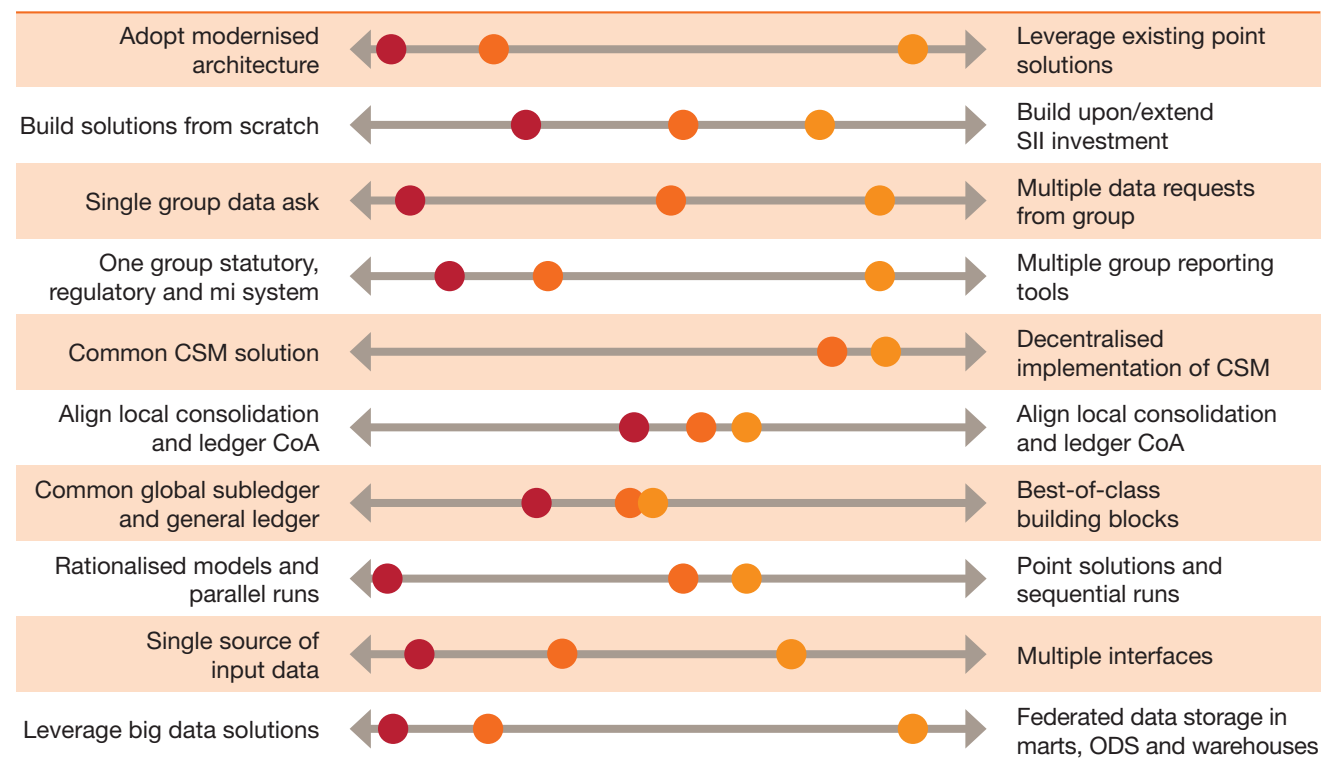 Adopt modernised
architecture
Leverage existing point
solutions
Build solutions from scratch
Build upon/extend
SII investment
Single group data ask
Multiple data requests
from group
One group statutory,
regulatory and mi system
Multiple group reporting
tools
Common CSM solution
Decentralised
implementation of CSM
Align local consolidation
and ledger CoA
Align local consolidation
and ledger CoA
Common global subledger
and general ledger
Best-of-class
building blocks
Rationalised models and
parallel runs
Point solutions and
sequential runs
Single source of
input data
Multiple interfaces
Leverage big data solutions
Federated data storage in
marts, ODS and warehouses